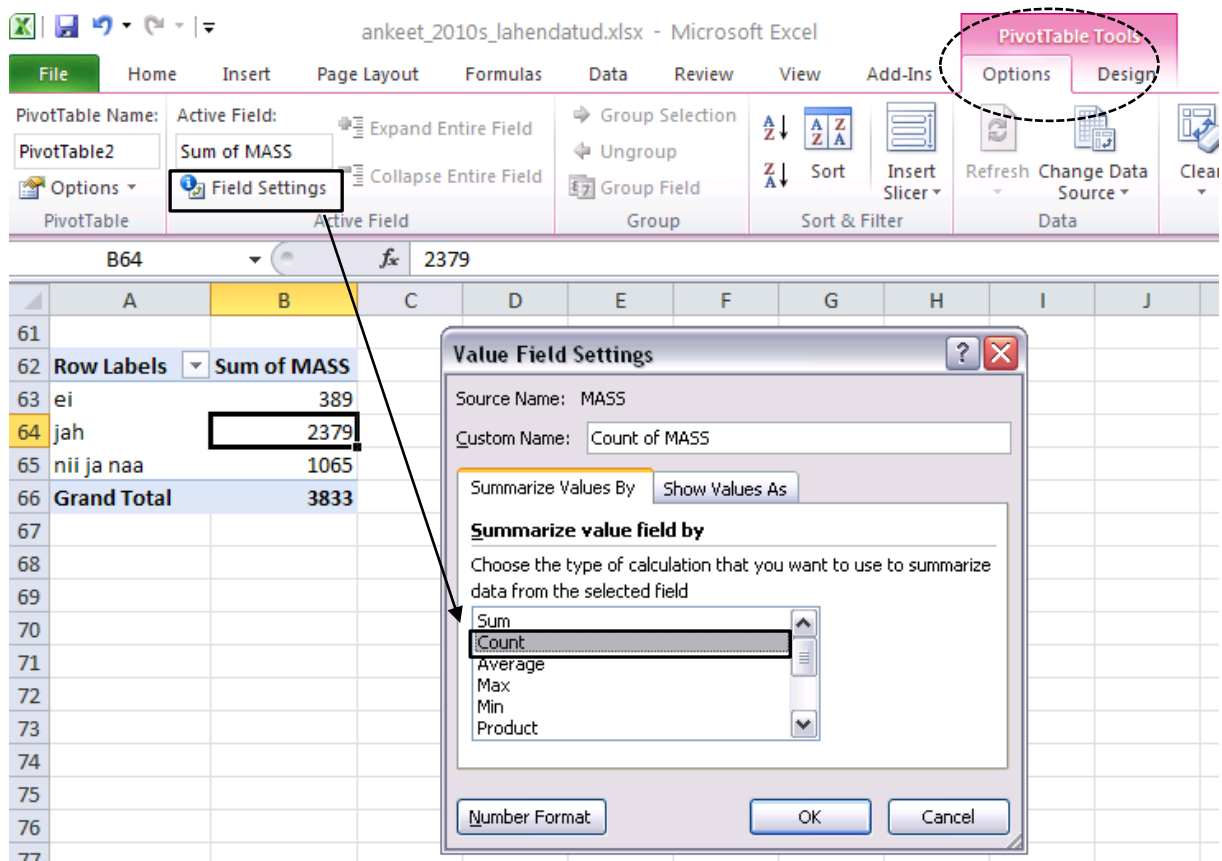 ankeet_2010s_lahendatud.xlsx - Microsoft Excel
PivotTable Tools
File Home Insert Page Layout Formulas Data Review View Add-Ins Options Design
PivotTable Name: Active Field:
PivotTable2 Sum of MASS
Options Field Settings
Expand Entire Field
Collapse Entire Field
Group Selection
Ungroup
Group Field
Sort
Insert Slicer
Refresh Change Data Source
Clear
PivotTable Active Field Group Sort & Filter Data
B64 fx 2379
A B C D E F G H I J
61
62 Row Labels Sum of MASS
63 ei 389
64 jah 2379
65 nii ja naa 1065
66 Grand Total 3833
67
68
69
70
71
72
73
74
75
76
77
Value Field Settings
Source Name: MASS
Custom Name: Count of MASS
Summarize Values By Show Values As
Summarize value field by
Choose the type of calculation that you want to use to summarize
data from the selected field
Sum
Count
Average
Max
Min
Product
Number Format OK Cancel